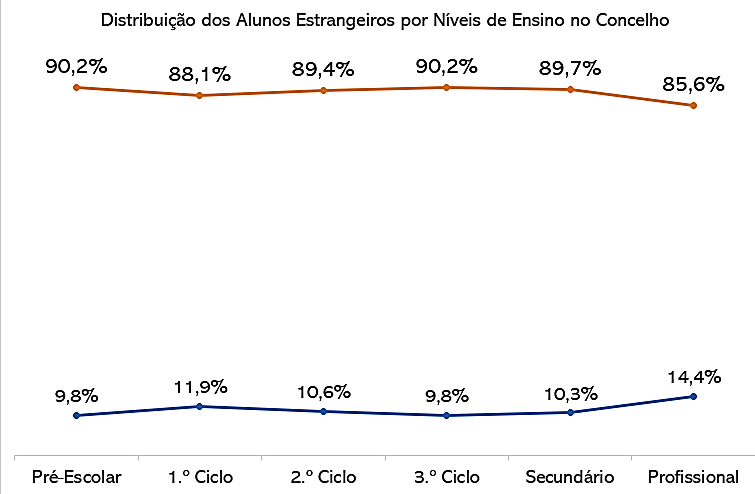 Distribuição dos Alunos Estrangeiros por Níveis de Ensino no Concelho
90,2% 88,1% 89,4% 90,2% 89,7% 85,6%
9,8% 11,9% 10,6% 9,8% 10,3% 14,4%
Pré-Escolar 1.º Ciclo 2.º Ciclo 3.º Ciclo Secundário Profissional